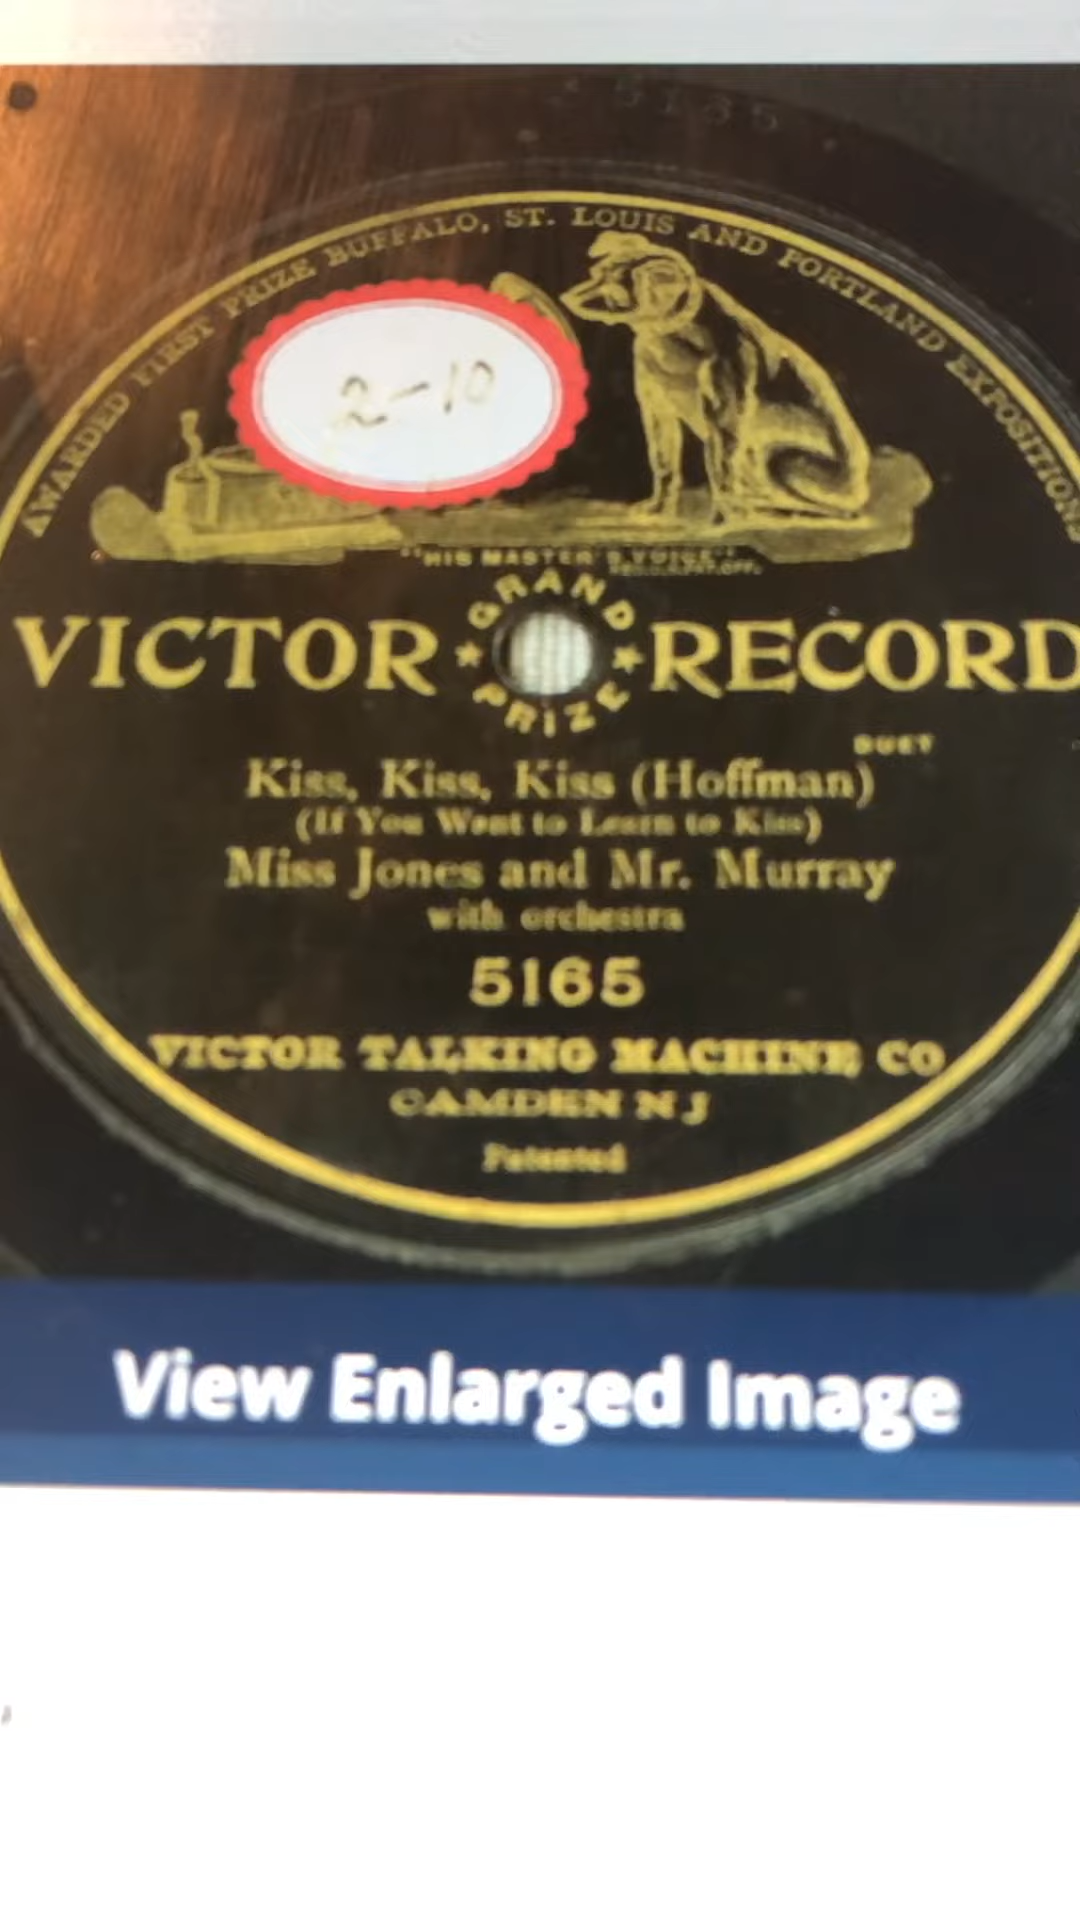 5165
AWARDED FIRST PRIZE BUFFALO, ST. LOUIS AND PORTLAND EXPOSITIONS
2-10
"HIS MASTER'S VOICE"
VICTOR GRAND PRIZE RECORD
DUET
Kiss, Kiss, Kiss (Hoffman)
(If You Want to Learn to Kiss)
Miss Jones and Mr. Murray
with orchestra
5165
VICTOR TALKING MACHINE CO
CAMDEN N J
Patented
View Enlarged Image